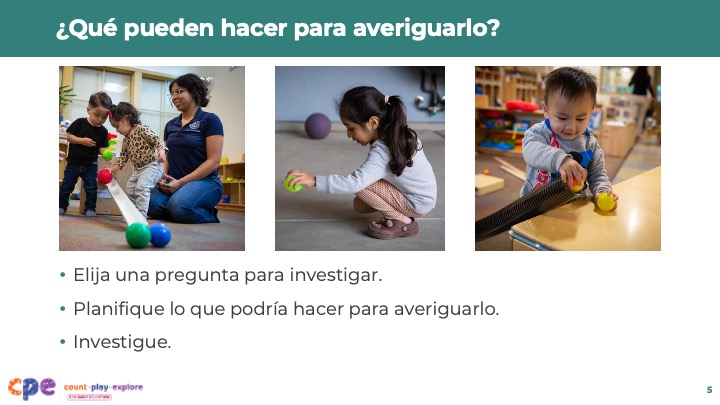 ¿Qué pueden hacer para averiguarlo?
• Elija una pregunta para investigar.
• Planifique lo que podría hacer para averiguarlo.
• Investigue.
cpe count-play-explore
5